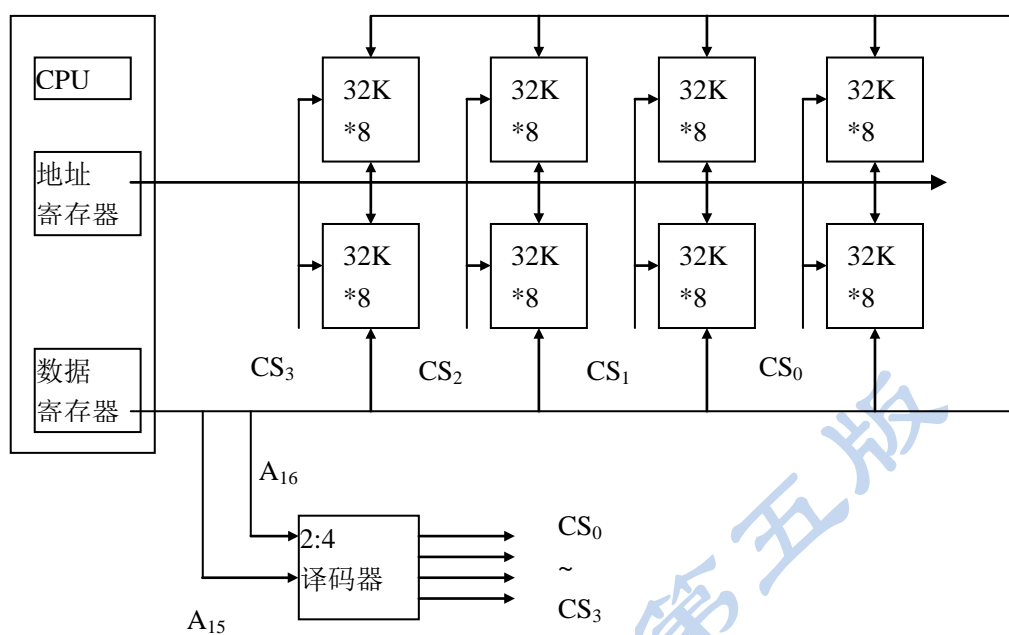 CPU
地址
寄存器
数据
寄存器
32K
*8
32K
*8
32K
*8
32K
*8
32K
*8
32K
*8
32K
*8
32K
*8
CS₃
CS₂
CS₁
CS₀
A₁₆
A₁₅
2:4
译码器
CS₀
~
CS₃
第五版